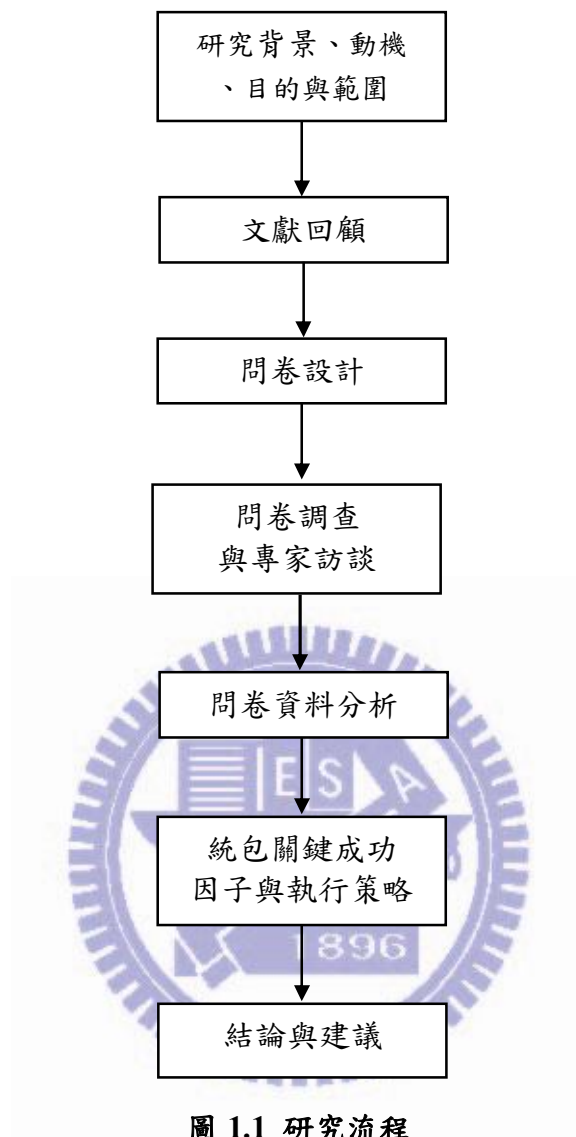 研究背景、動機
、目的與範圍
文獻回顧
問卷設計
問卷調查
與專家訪談
問卷資料分析
E S A
統包關鍵成功
因子與執行策略
1896
結論與建議
圖 1.1 研究流程